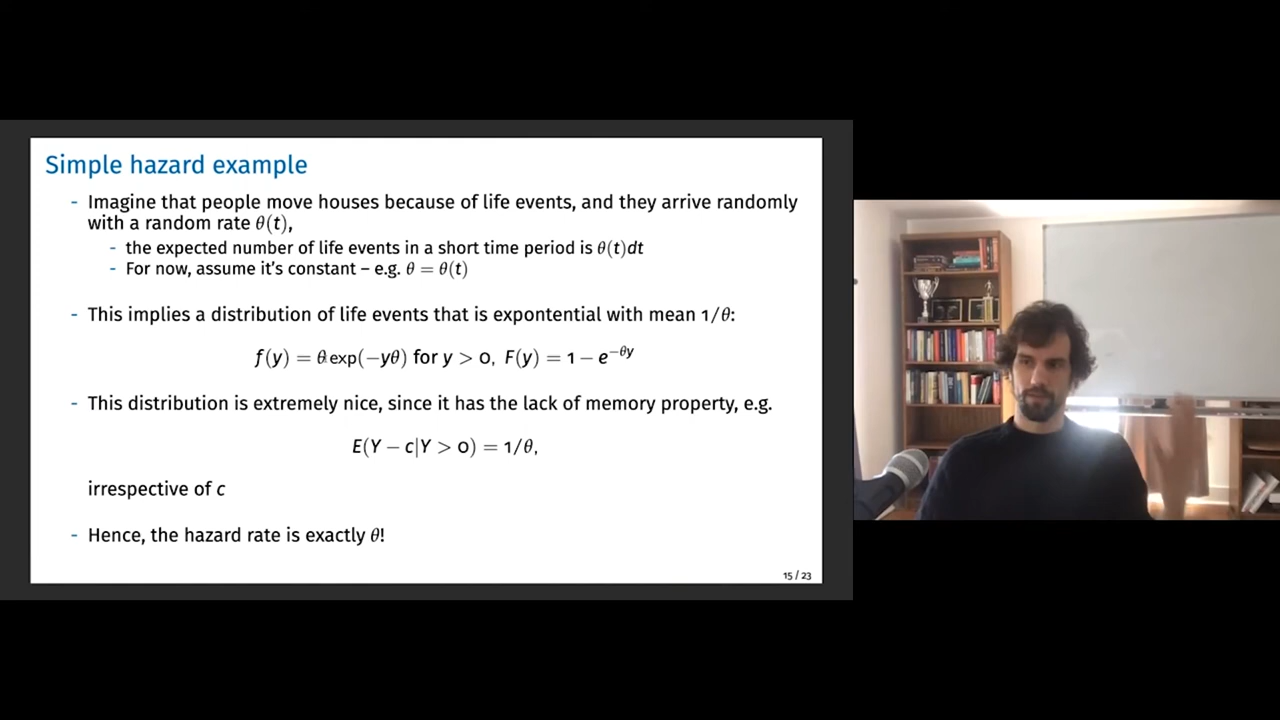 Simple hazard example
- Imagine that people move houses because of life events, and they arrive randomly
with a random rate θ(t),
- the expected number of life events in a short time period is θ(t)dt
- For now, assume it's constant – e.g. θ = θ(t)
- This implies a distribution of life events that is expontential with mean 1/θ:
f(y) = θ exp(−yθ) for y > 0, F(y) = 1 − e^{−θy}
- This distribution is extremely nice, since it has the lack of memory property, e.g.
E(Y − c|Y > 0) = 1/θ,
irrespective of c
- Hence, the hazard rate is exactly θ!
15 / 23